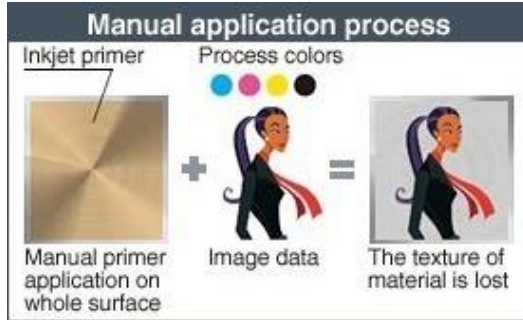 Manual application process
Inkjet primer
Process colors
Manual primer
application on
whole surface
Image data
The texture of
material is lost